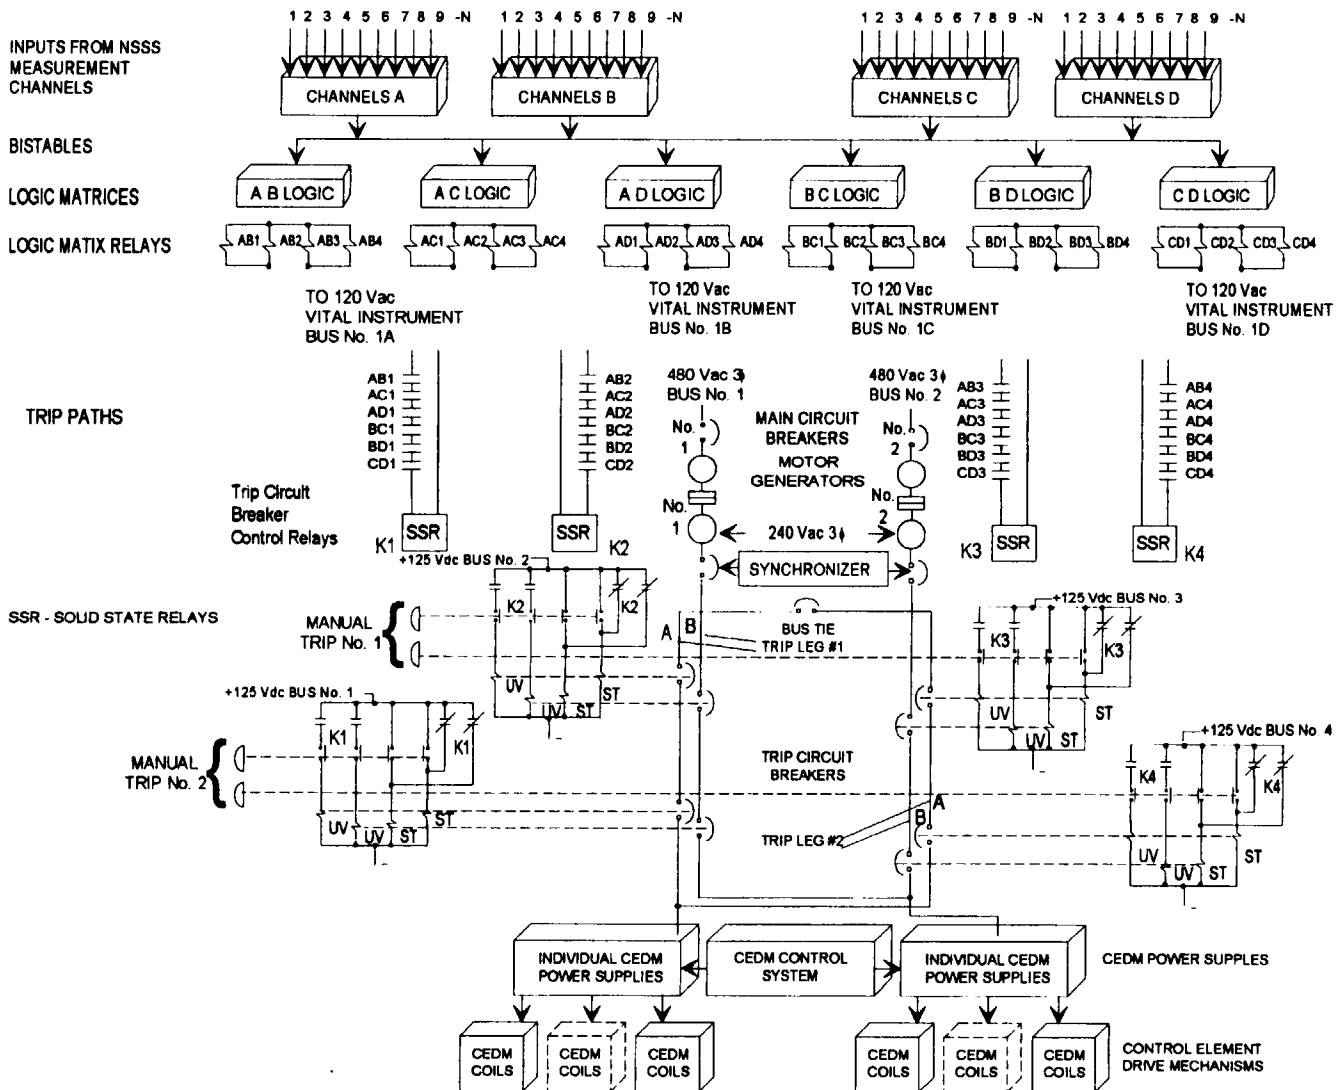 1 2 3 4 5 6 7 8 9 -N
1 2 3 4 5 6 7 8 9 -N
1 2 3 4 5 6 7 8 9 -N
1 2 3 4 5 6 7 8 9 -N
INPUTS FROM NSSS
MEASUREMENT
CHANNELS
CHANNELS A
CHANNELS B
CHANNELS C
CHANNELS D
BISTABLES
LOGIC MATRICES
A B LOGIC
A C LOGIC
A D LOGIC
B C LOGIC
B D LOGIC
C D LOGIC
LOGIC MATIX RELAYS
AB1 AB2 AB3 AB4
AC1 AC2 AC3 AC4
AD1 AD2 AD3 AD4
BC1 BC2 BC3 BC4
BD1 BD2 BD3 BD4
CD1 CD2 CD3 CD4
TO 120 Vac
VITAL INSTRUMENT
BUS No. 1A
TO 120 Vac
VITAL INSTRUMENT
BUS No. 1B
TO 120 Vac
VITAL INSTRUMENT
BUS No. 1C
TO 120 Vac
VITAL INSTRUMENT
BUS No. 1D
TRIP PATHS
AB1
AC1
AD1
BC1
BD1
CD1
AB2
AC2
AD2
BC2
BD2
CD2
480 Vac 3ɸ
BUS No. 1
480 Vac 3ɸ
BUS No. 2
AB3
AC3
AD3
BC3
BD3
CD3
AB4
AC4
AD4
BC4
BD4
CD4
No.
1
MAIN CIRCUIT
BREAKERS
No.
2
MOTOR
GENERATORS
No.
1
No.
2
Trip Circuit
Breaker
Control Relays
K1
SSR
SSR
K2
240 Vac 3ɸ
K3
SSR
SSR
K4
SYNCHRONIZER
+125 Vdc BUS No. 2
K2
K2
SSR - SOLID STATE RELAYS
MANUAL
TRIP No. 1
UV
UV
ST
ST
A
B
BUS TIE
TRIP LEG #1
+125 Vdc BUS No. 3
K3
K3
UV
UV
ST
ST
+125 Vdc BUS No. 1
K1
K1
MANUAL
TRIP No. 2
UV
UV
ST
ST
TRIP CIRCUIT
BREAKERS
A
B
TRIP LEG #2
+125 Vdc BUS No. 4
K4
K4
UV
UV
ST
ST
INDIVIDUAL CEDM
POWER SUPPLIES
CEDM CONTROL
SYSTEM
INDIVIDUAL CEDM
POWER SUPPLIES
CEDM POWER SUPPLES
CEDM
COILS
CEDM
COILS
CEDM
COILS
CEDM
COILS
CEDM
COILS
CEDM
COILS
CONTROL ELEMENT
DRIVE MECHANISMS